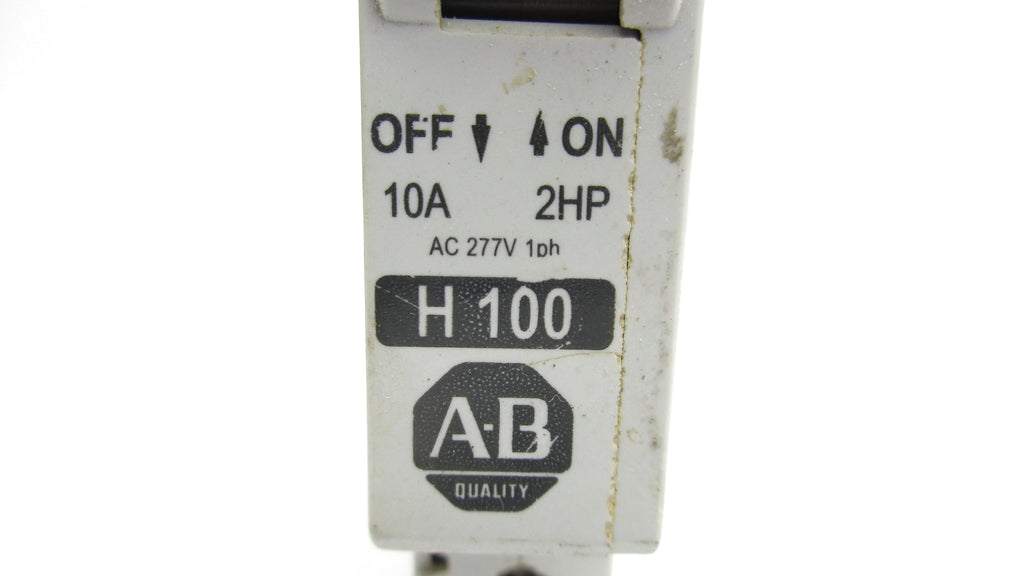 OFF ON
10A 2HP
AC 277V 1ph
H 100
A-B
QUALITY